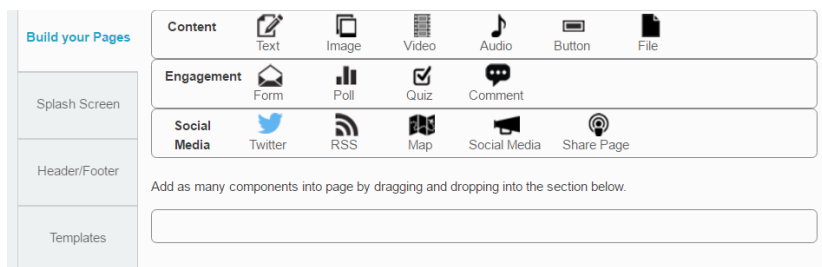 Build your Pages
Splash Screen
Header/Footer
Templates
Content
Text Image Video Audio Button File
Engagement
Form Poll Quiz Comment
Social
Media
Twitter RSS Map Social Media Share Page
Add as many components into page by dragging and dropping into the section below.